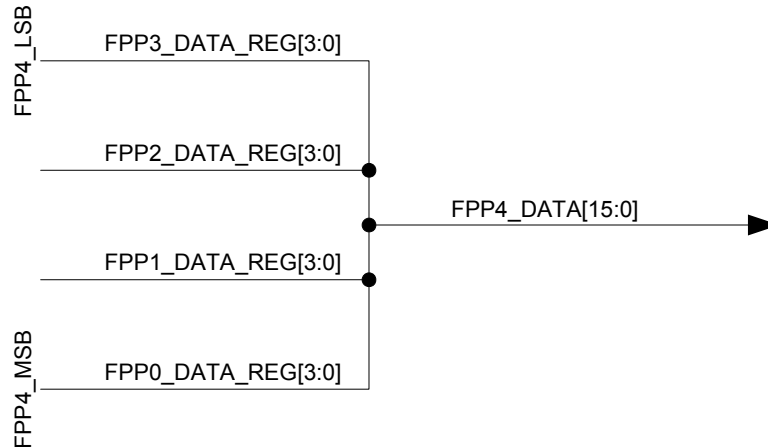 FPP4_LSB
FPP3_DATA_REG[3:0]
FPP2_DATA_REG[3:0]
FPP4_DATA[15:0]
FPP1_DATA_REG[3:0]
FPP4_MSB
FPP0_DATA_REG[3:0]